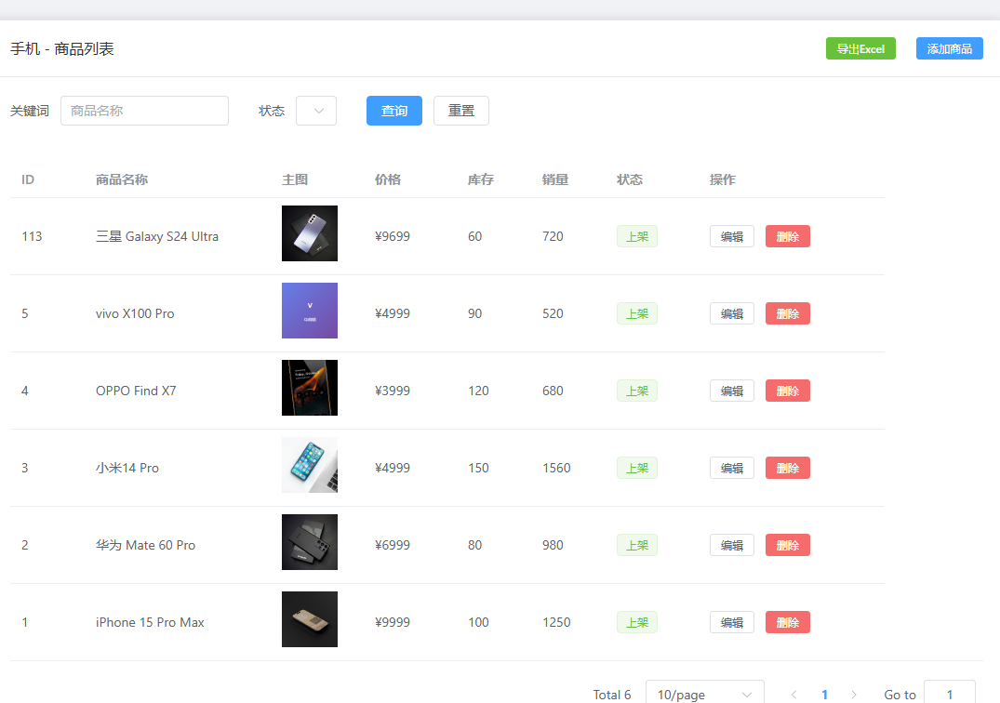 手机 - 商品列表
导出Excel
添加商品
关键词 商品名称 状态 查询 重置
ID 商品名称 主图 价格 库存 销量 状态 操作
113 三星 Galaxy S24 Ultra ¥9699 60 720 上架 编辑 删除
5 vivo X100 Pro ¥4999 90 520 上架 编辑 删除
4 OPPO Find X7 ¥3999 120 680 上架 编辑 删除
3 小米14 Pro ¥4999 150 1560 上架 编辑 删除
2 华为 Mate 60 Pro ¥6999 80 980 上架 编辑 删除
1 iPhone 15 Pro Max ¥9999 100 1250 上架 编辑 删除
Total 6 10/page 1 Go to 1